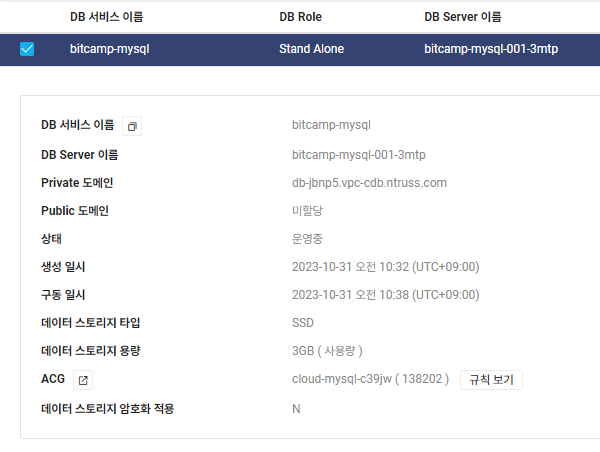 DB 서비스 이름 DB Role DB Server 이름
bitcamp-mysql Stand Alone bitcamp-mysql-001-3mtp
DB 서비스 이름 bitcamp-mysql
DB Server 이름 bitcamp-mysql-001-3mtp
Private 도메인 db-jbnp5.vpc-cdb.ntruss.com
Public 도메인 미할당
상태 운영중
생성 일시 2023-10-31 오전 10:32 (UTC+09:00)
구동 일시 2023-10-31 오전 10:38 (UTC+09:00)
데이터 스토리지 타입 SSD
데이터 스토리지 용량 3GB ( 사용량 )
ACG cloud-mysql-c39jw ( 138202 ) 규칙 보기
데이터 스토리지 암호화 적용 N